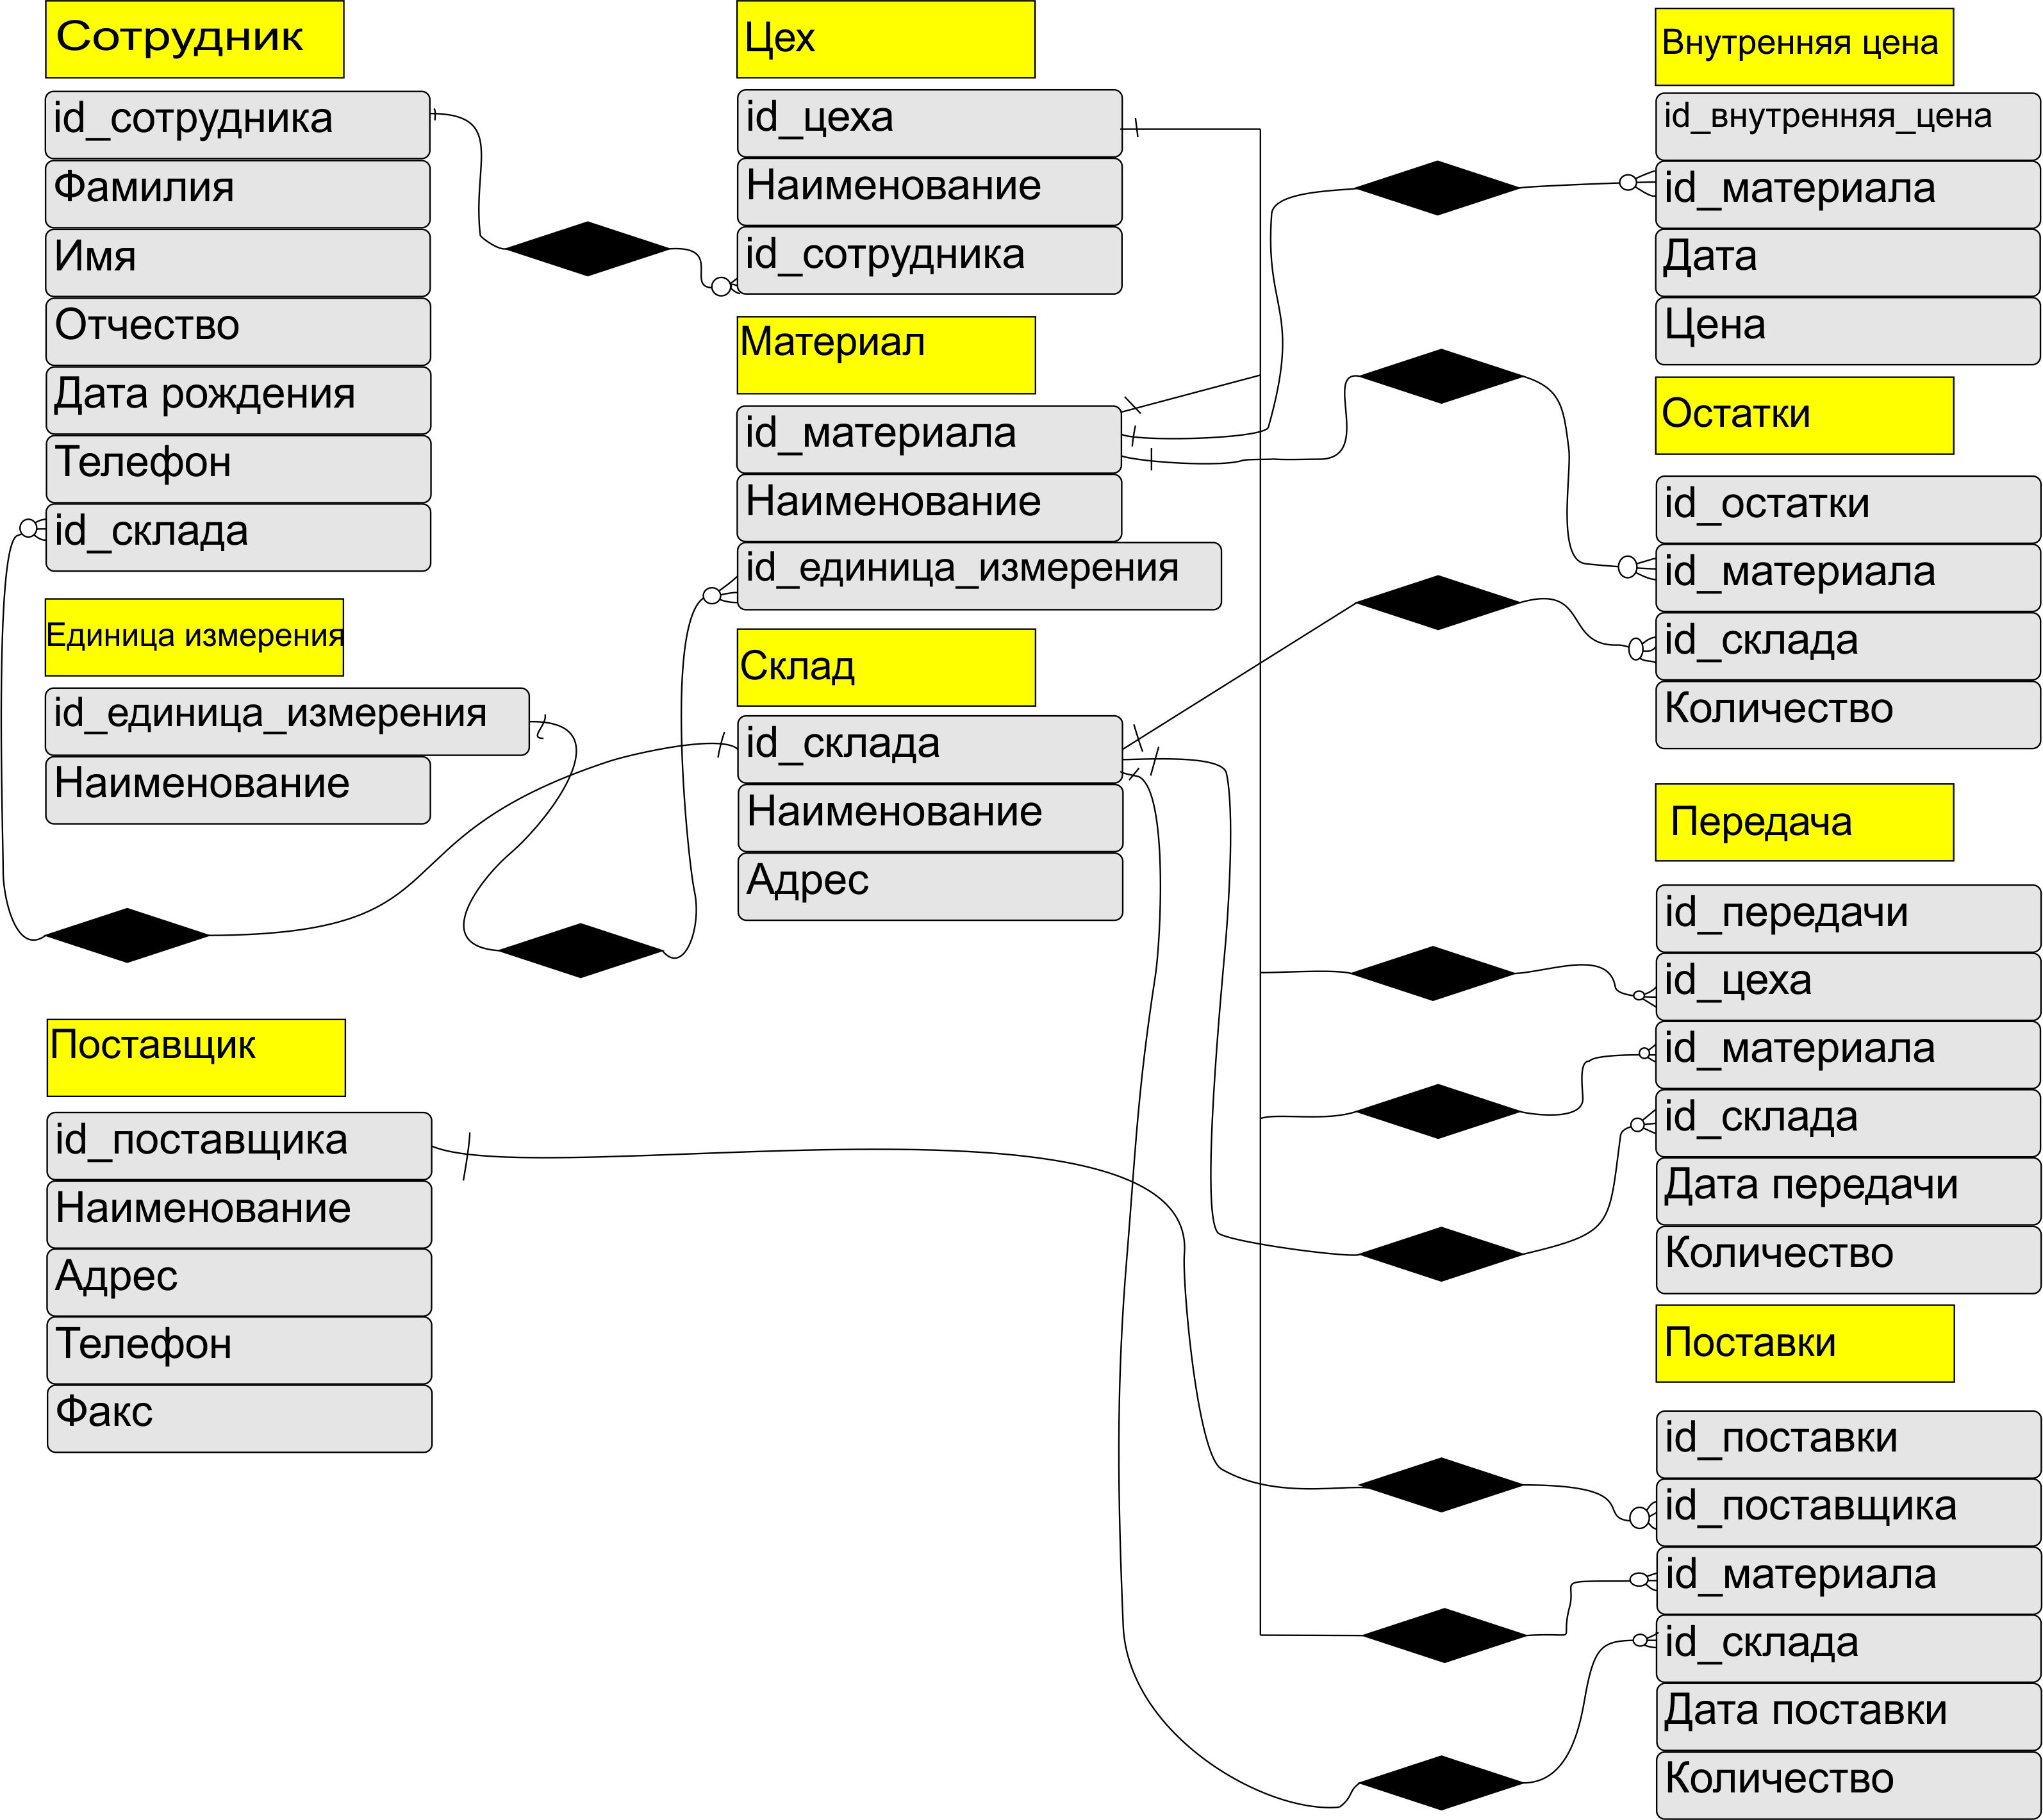 Сотрудник
id_сотрудника
Фамилия
Имя
Отчество
Дата рождения
Телефон
id_склада
Единица измерения
id_единица_измерения
Наименование
Поставщик
id_поставщика
Наименование
Адрес
Телефон
Факс
Цех
id_цеха
Наименование
id_сотрудника
Материал
id_материала
Наименование
id_единица_измерения
Склад
id_склада
Наименование
Адрес
Внутренняя цена
id_внутренняя_цена
id_материала
Дата
Цена
Остатки
id_остатки
id_материала
id_склада
Количество
Передача
id_передачи
id_цеха
id_материала
id_склада
Дата передачи
Количество
Поставки
id_поставки
id_поставщика
id_материала
id_склада
Дата поставки
Количество